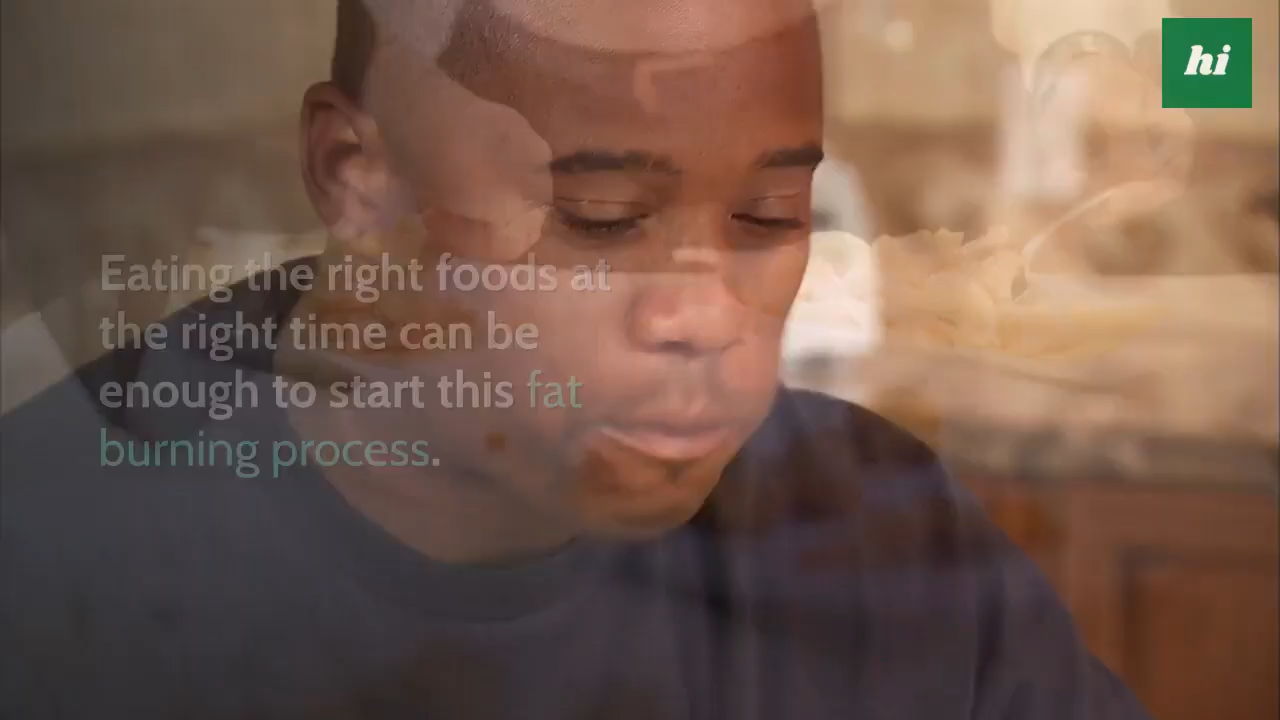 hi
Eating the right foods at
the right time can be
enough to start this fat
burning process.